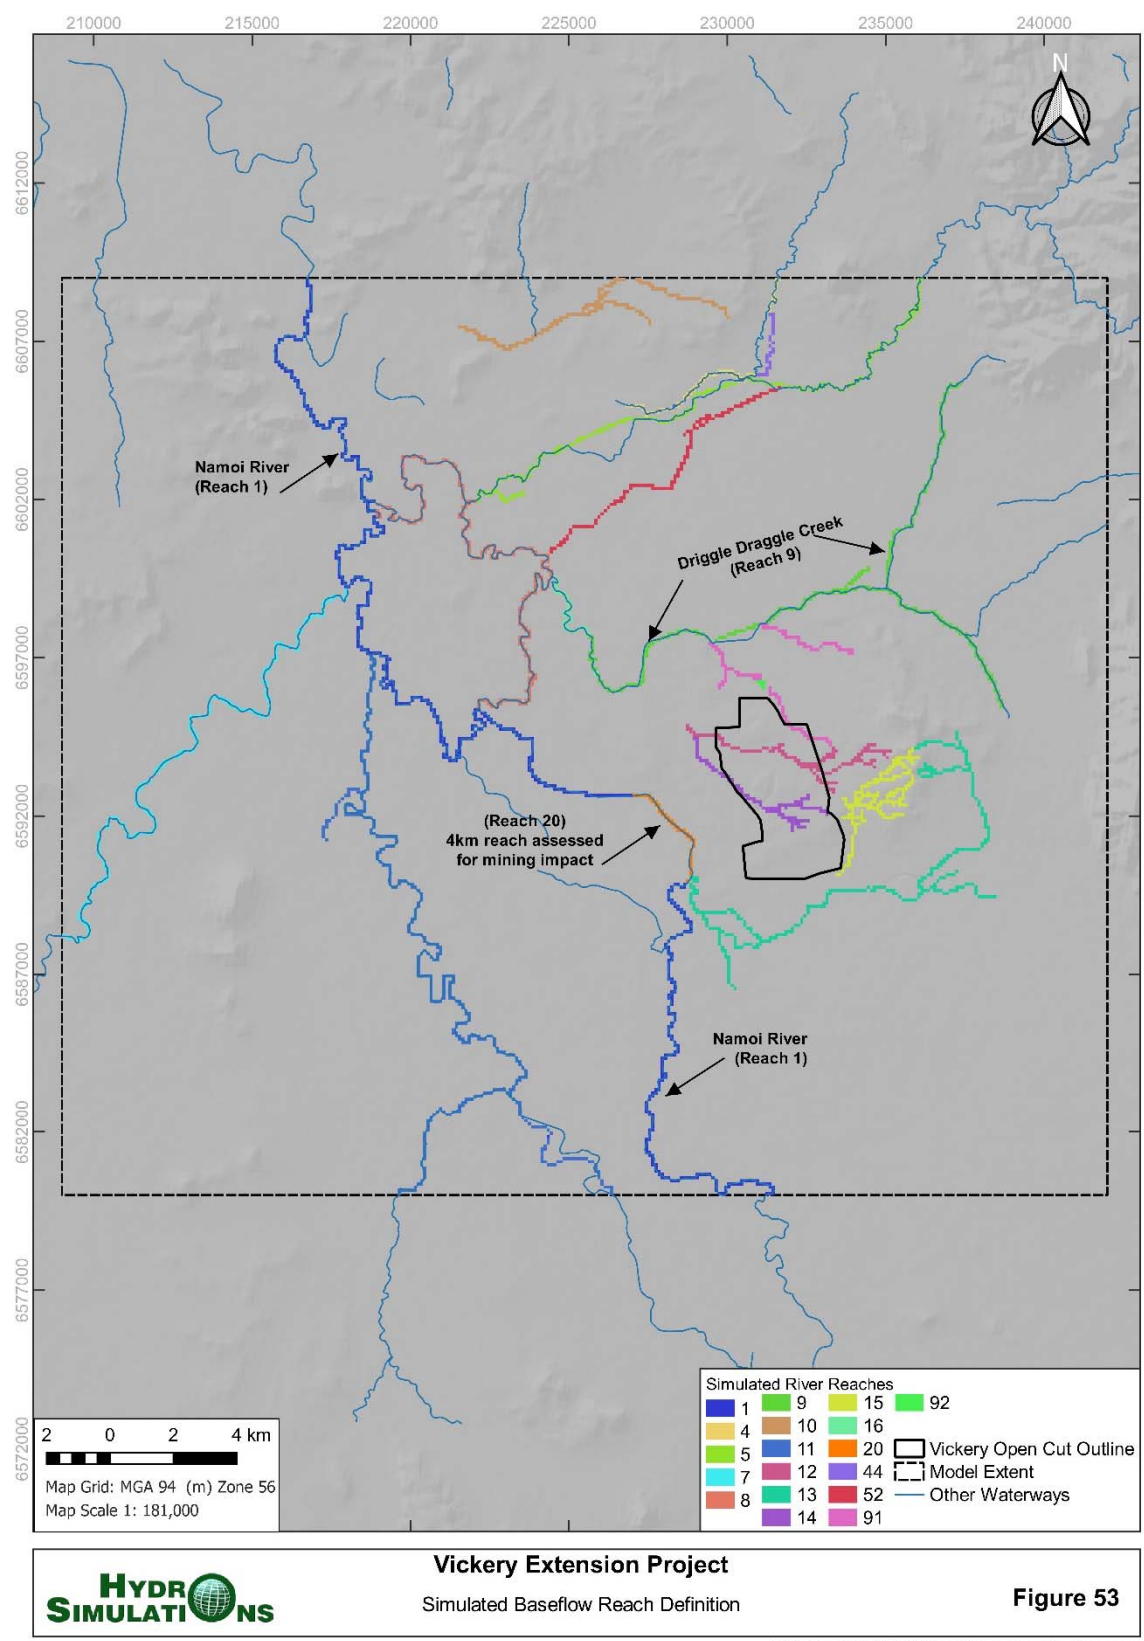 210000 215000 220000 225000 230000 235000 240000
N
6612000
6607000
6602000
6597000
6592000
6587000
6582000
6577000
6572000
Namoi River
(Reach 1)
Driggle Draggle Creek
(Reach 9)
(Reach 20)
4km reach assessed
for mining impact
Namoi River
(Reach 1)
2 0 2 4 km
Map Grid: MGA 94 (m) Zone 56
Map Scale 1: 181,000
Simulated River Reaches
1
4
5
7
8
9
10
11
12
13
14
15
16
20
44
52
91
92
Vickery Open Cut Outline
Model Extent
Other Waterways
HYDRO
SIMULATIONS
Vickery Extension Project
Simulated Baseflow Reach Definition
Figure 53